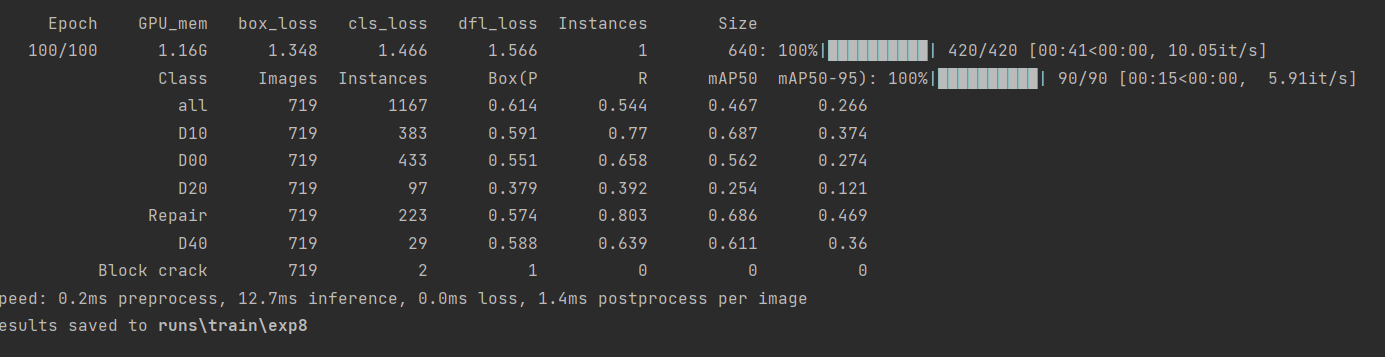 Epoch GPU_mem box_loss cls_loss dfl_loss Instances Size
100/100 1.16G 1.348 1.466 1.566 1 640: 100%|██████████| 420/420 [00:41<00:00, 10.05it/s]
Class Images Instances Box(P R mAP50 mAP50-95): 100%|██████████| 90/90 [00:15<00:00, 5.91it/s]
all 719 1167 0.614 0.544 0.467 0.266
D10 719 383 0.591 0.77 0.687 0.374
D00 719 433 0.551 0.658 0.562 0.274
D20 719 97 0.379 0.392 0.254 0.121
Repair 719 223 0.574 0.803 0.686 0.469
D40 719 29 0.588 0.639 0.611 0.36
Block crack 719 2 1 0 0 0
peed: 0.2ms preprocess, 12.7ms inference, 0.0ms loss, 1.4ms postprocess per image
esults saved to runs\train\exp8